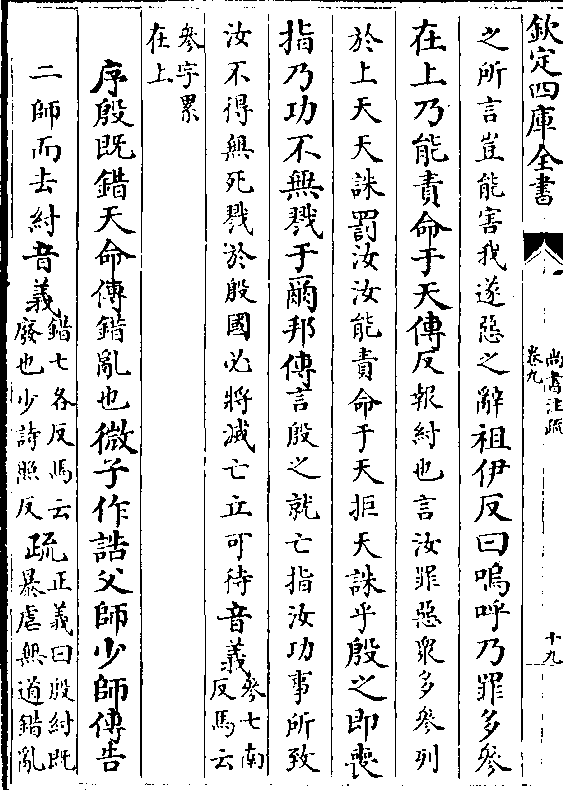 欽定四庫全書
尚書注疏
卷九
十九
之所言豈能害我遂惡之辭祖伊反曰嗚呼乃罪多參
在上乃能責命于天傳反報紂也言汝罪惡衆多參列
於上天天誅罰汝汝能責命于天拒天誅乎殷之即喪
指乃功不無戮于爾邦傳言殷之就亡指汝功事所致
汝不得無死戮於殷國必將滅亡立可待音義
參七南
反馬云
參字累
在上
序殷既錯天命傳錯亂也微子作誥父師少師傳告
二師而去紂音義
錯七各反馬云
廢也少詩照反
疏
正義曰殷紂既
暴虐無道錯亂